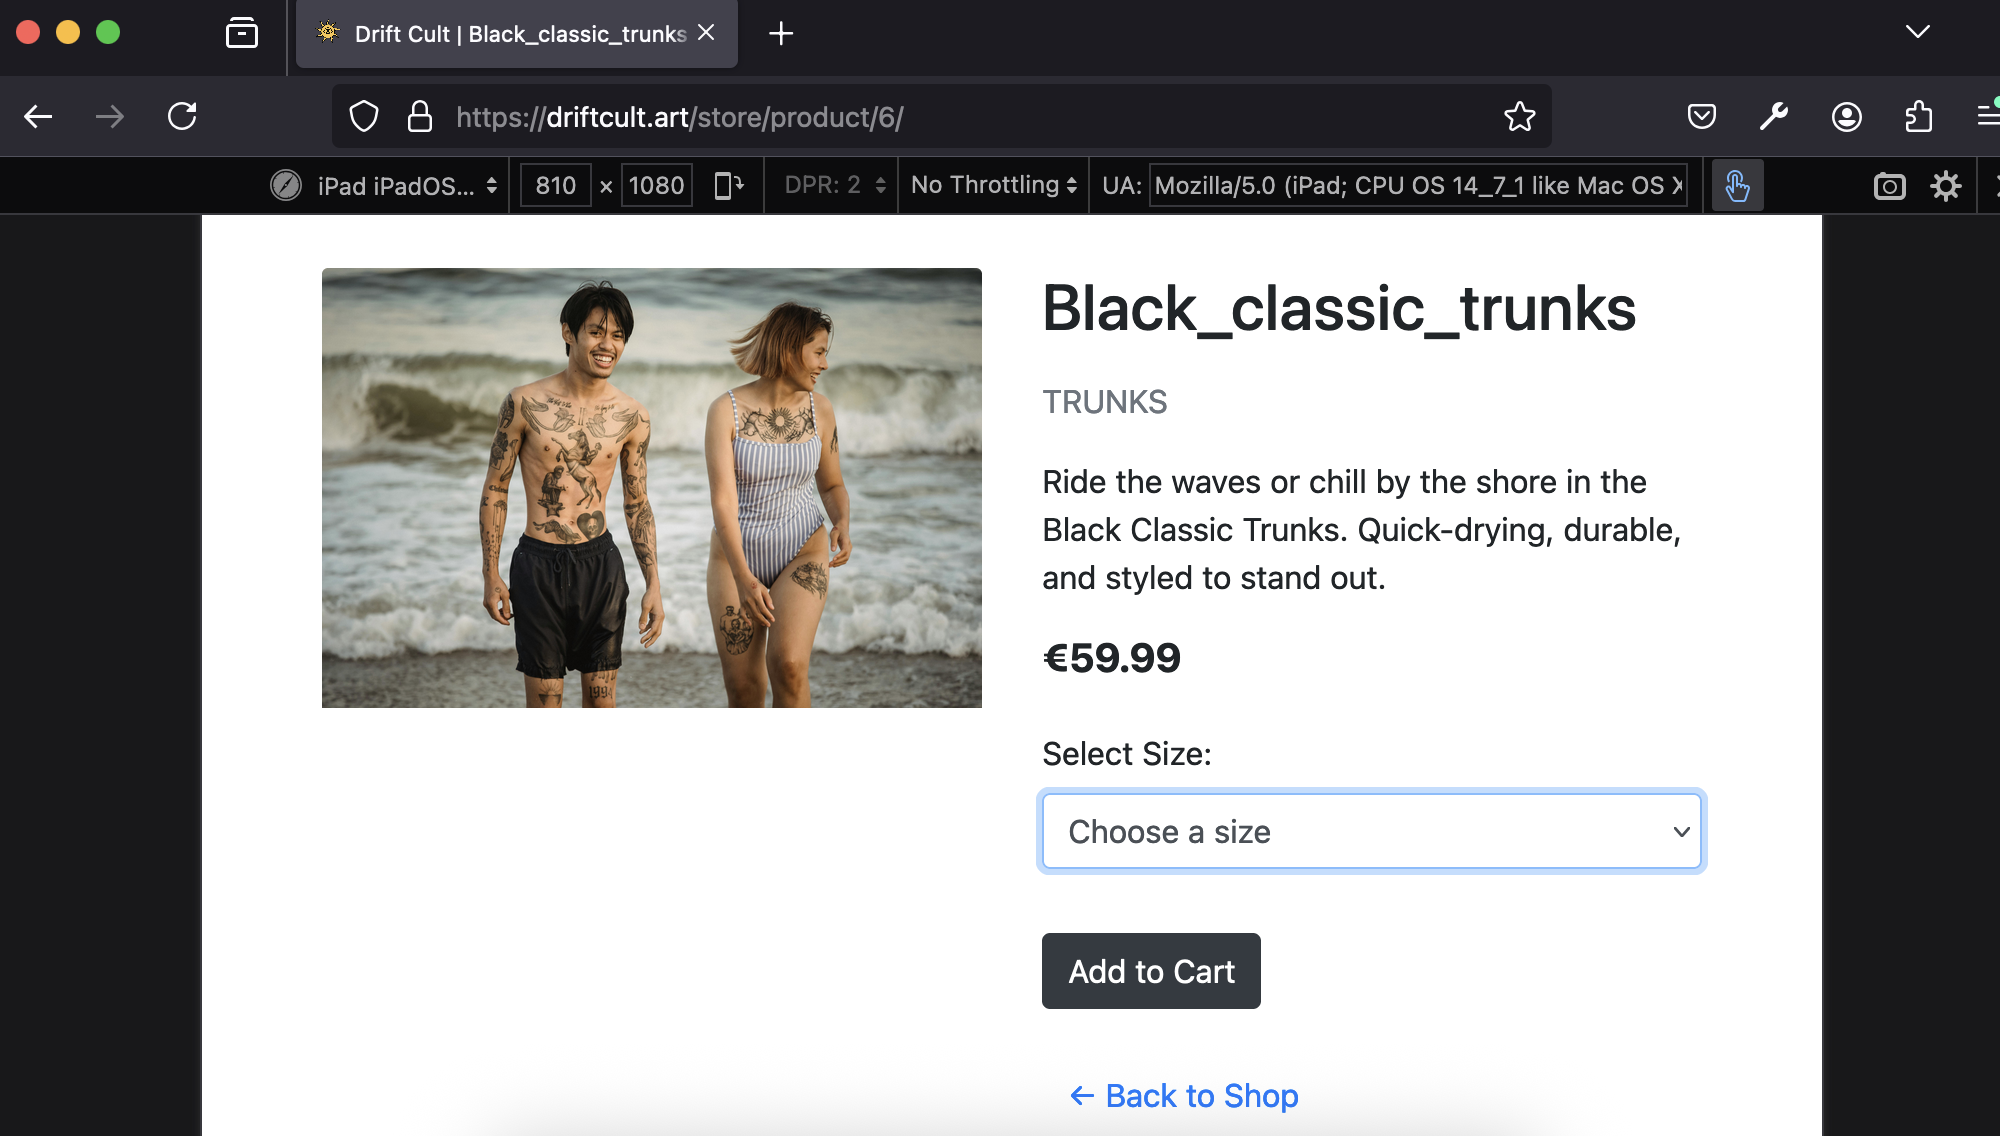 Drift Cult | Black_classic_trunks
https://driftcult.art/store/product/6/
iPad iPadOS... 810 × 1080 DPR: 2 No Throttling UA: Mozilla/5.0 (iPad; CPU OS 14_7_1 like Mac OS X
Black_classic_trunks
TRUNKS
Ride the waves or chill by the shore in the
Black Classic Trunks. Quick-drying, durable,
and styled to stand out.
€59.99
Select Size:
Choose a size
Add to Cart
← Back to Shop
1994